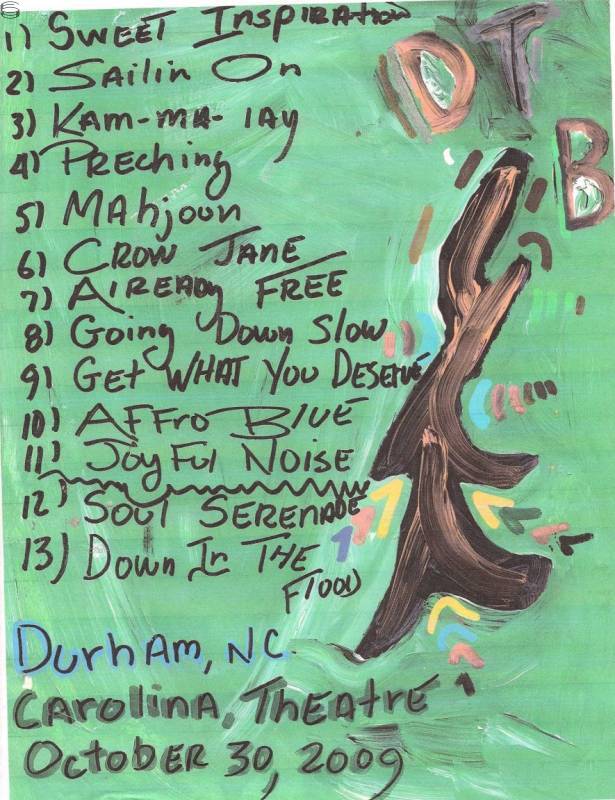 1) Sweet Inspiration
2) Sailin On
3) Kam-ma-lay
4) Preching
5) Mahjoun
6) Crow Jane
7) Already Free
8) Going Down Slow
9) Get What You Deserve
10) Affro Blue
11) Joyful Noise
12) Soul Serenade
13) Down In The
Flood
DTB
Durham, NC.
Carolina, Theatre
October 30, 2009